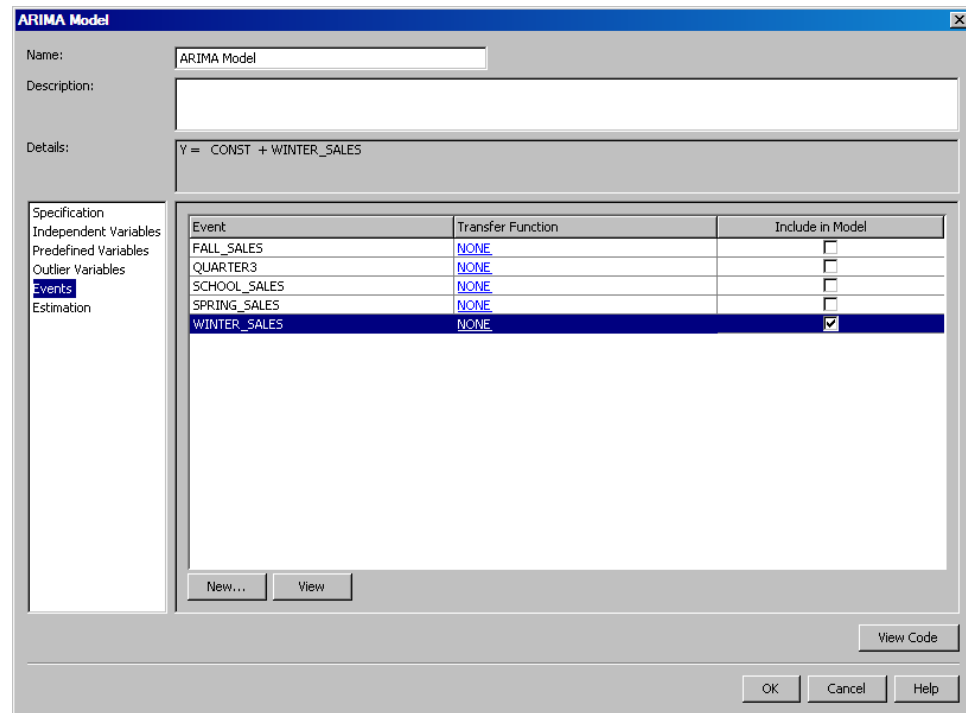 ARIMA Model
Name: ARIMA Model
Description:
Details: Y = CONST + WINTER_SALES
Specification
Independent Variables
Predefined Variables
Outlier Variables
Events
Estimation
Event Transfer Function Include in Model
FALL_SALES NONE
QUARTER3 NONE
SCHOOL_SALES NONE
SPRING_SALES NONE
WINTER_SALES NONE
New... View
View Code
OK Cancel Help